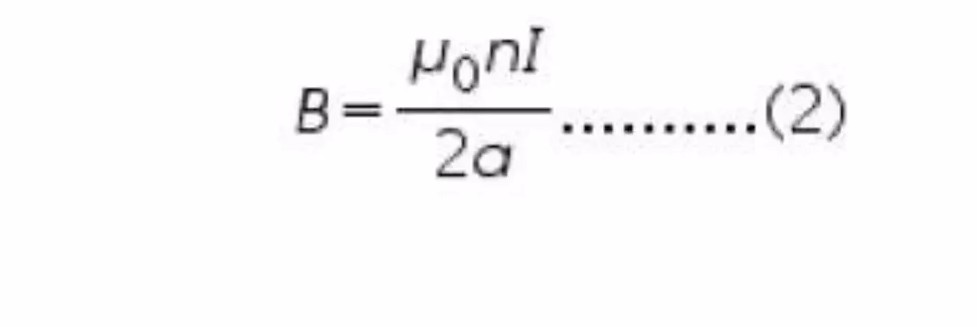 B = μ₀nI / 2a ..........(2)